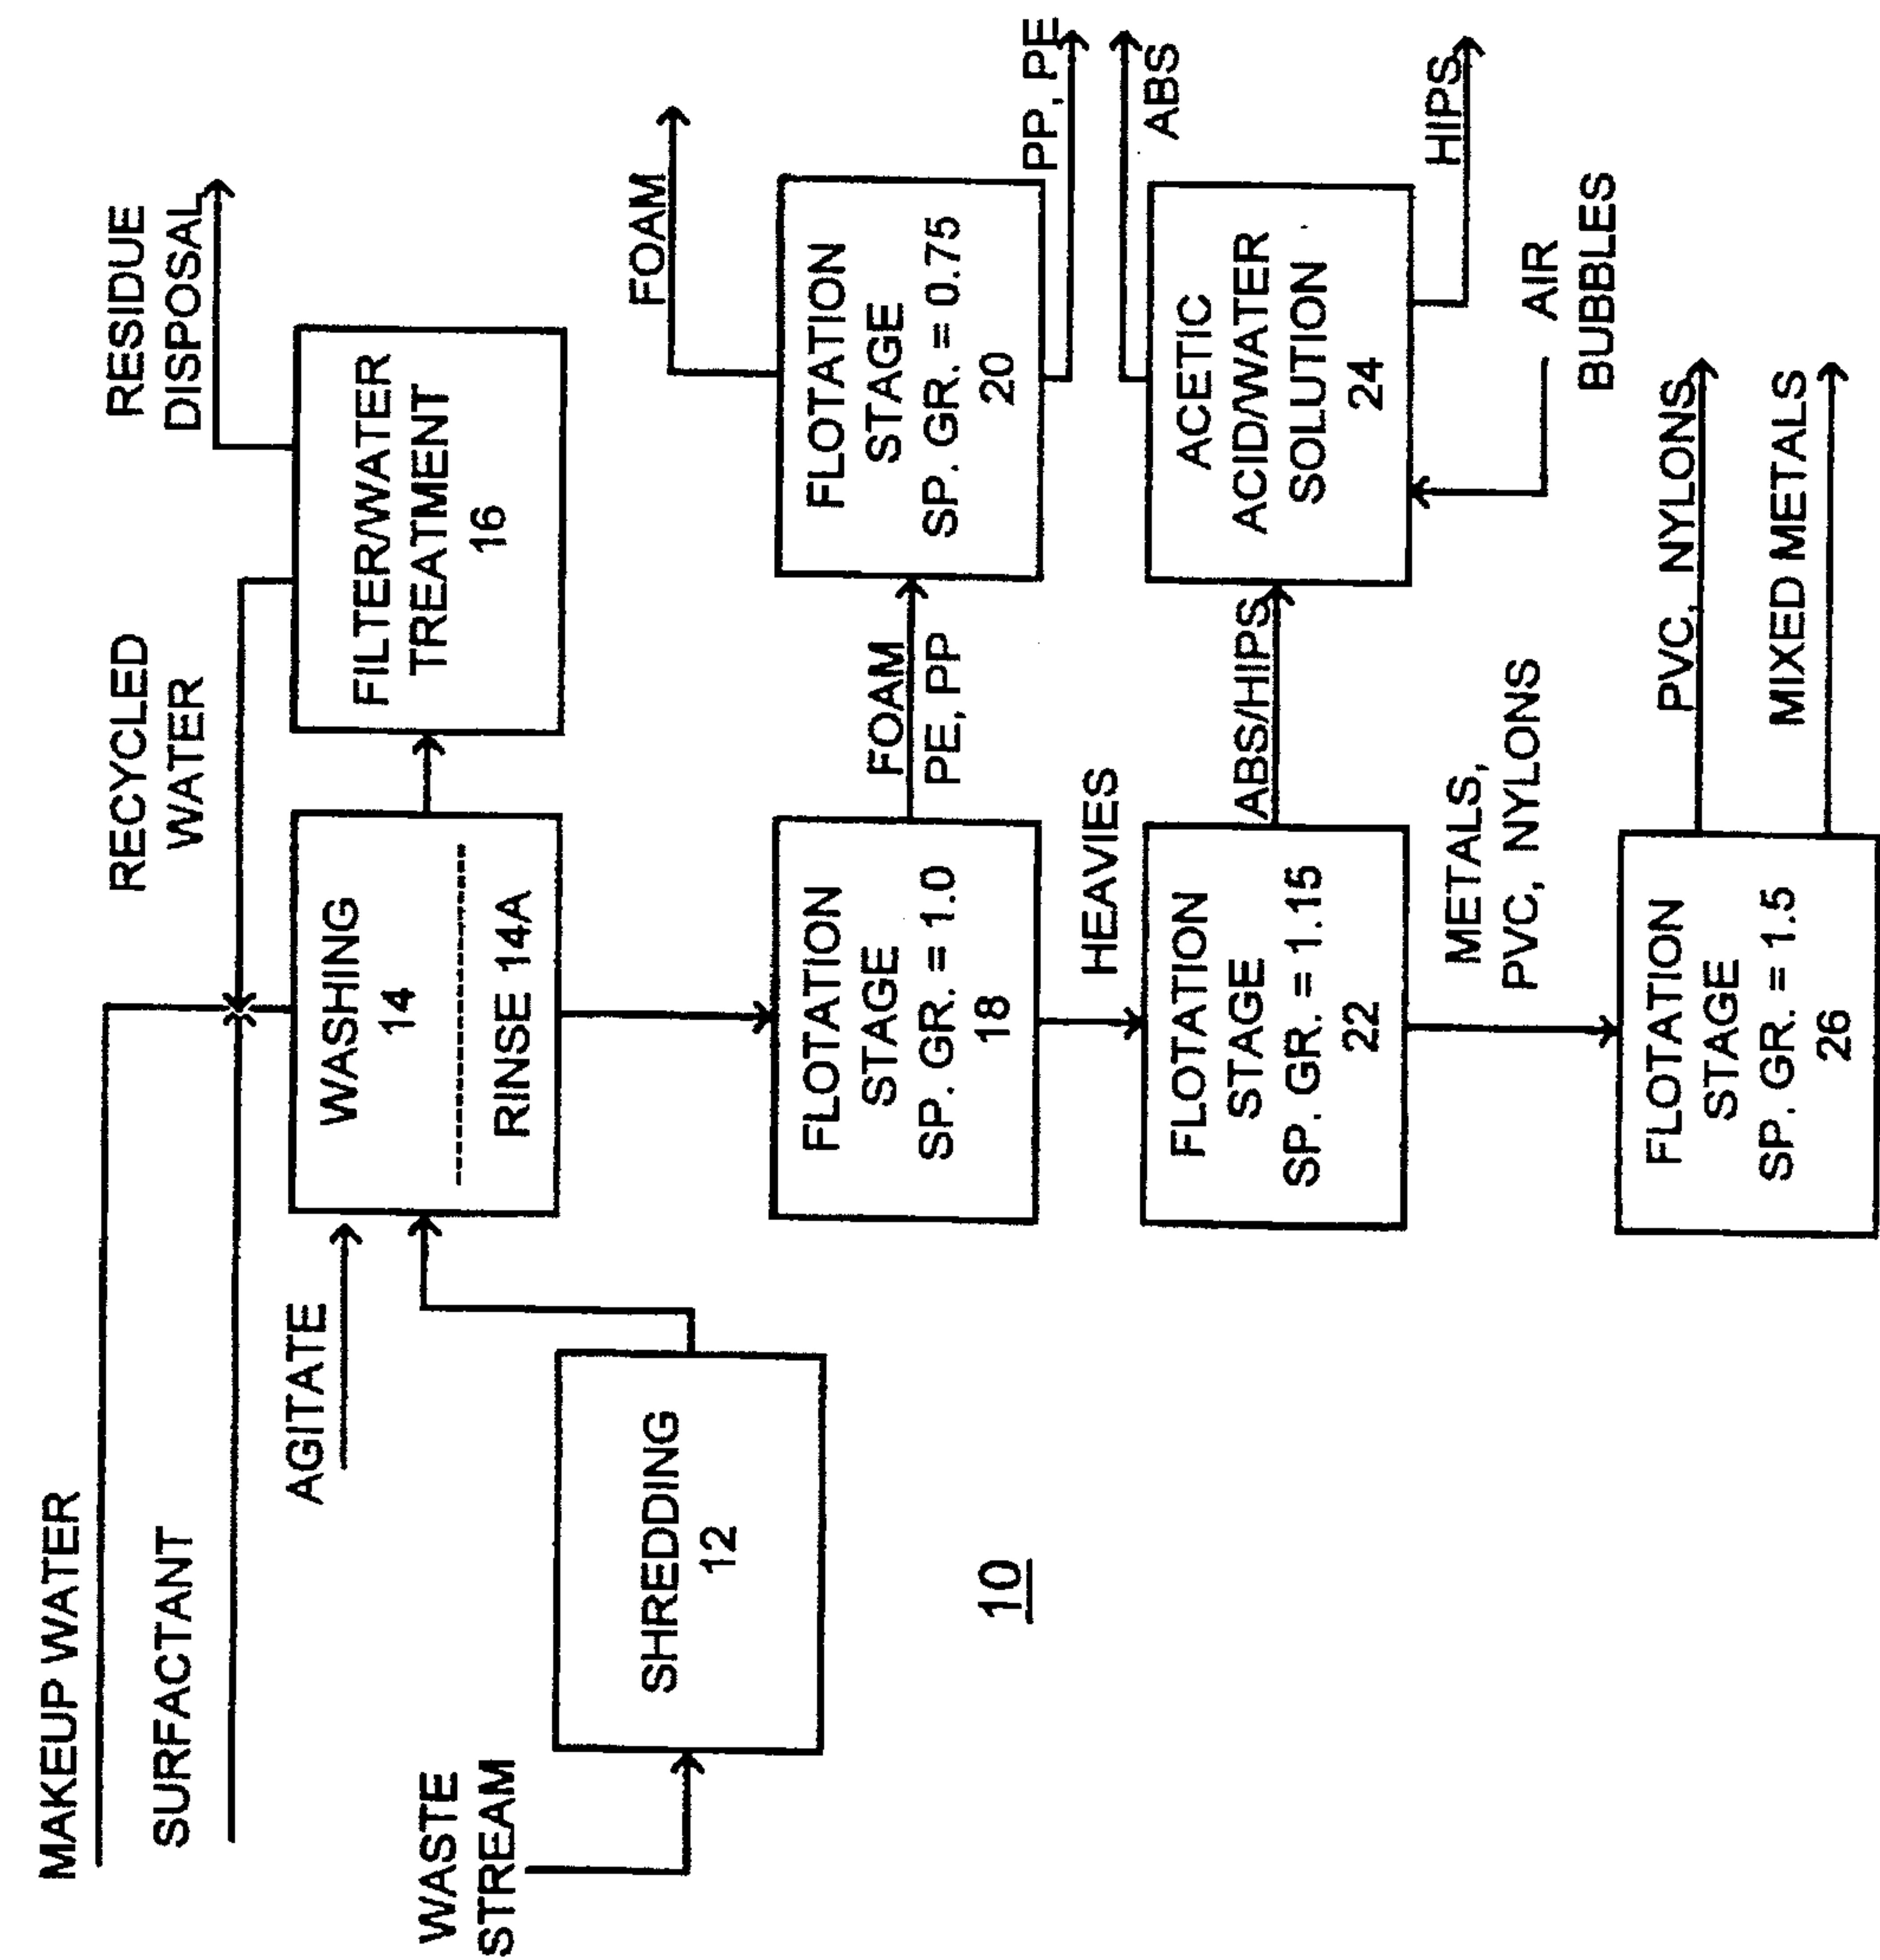 MAKEUP WATER
SURFACTANT
RECYCLED
WATER
RESIDUE
DISPOSAL
AGITATE
WASHING
14
RINSE 14A
FILTER/WATER
TREATMENT
16
WASTE
STREAM
SHREDDING
12
10
FLOTATION
STAGE
SP. GR. = 1.0
18
FOAM
PE, PP
FLOTATION
STAGE
SP. GR. = 0.75
20
FOAM
PP, PE
HEAVIES
FLOTATION
STAGE
SP. GR. = 1.15
22
ABS/HIPS
ACETIC
ACID/WATER
SOLUTION
24
ABS
HIPS
AIR
BUBBLES
METALS,
PVC, NYLONS
FLOTATION
STAGE
SP. GR. = 1.5
26
PVC, NYLONS
MIXED METALS